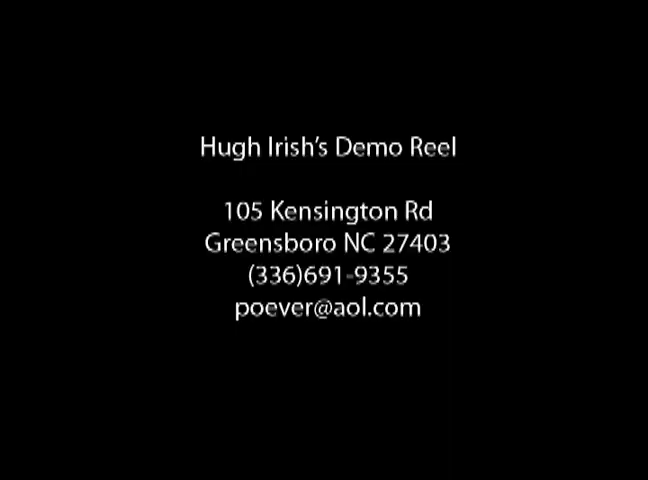 Hugh Irish’s Demo Reel
105 Kensington Rd
Greensboro NC 27403
(336)691-9355
poever@aol.com